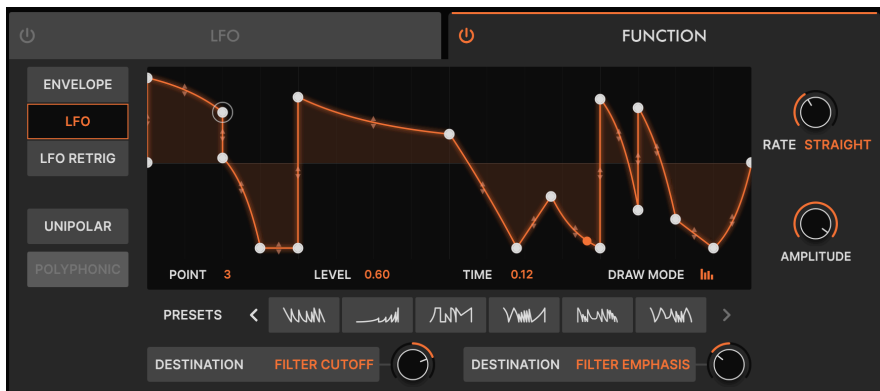 LFO
FUNCTION
ENVELOPE
LFO
LFO RETRIG
UNIPOLAR
POLYPHONIC
RATE STRAIGHT
AMPLITUDE
POINT 3 LEVEL 0.60 TIME 0.12 DRAW MODE
PRESETS
DESTINATION FILTER CUTOFF
DESTINATION FILTER EMPHASIS